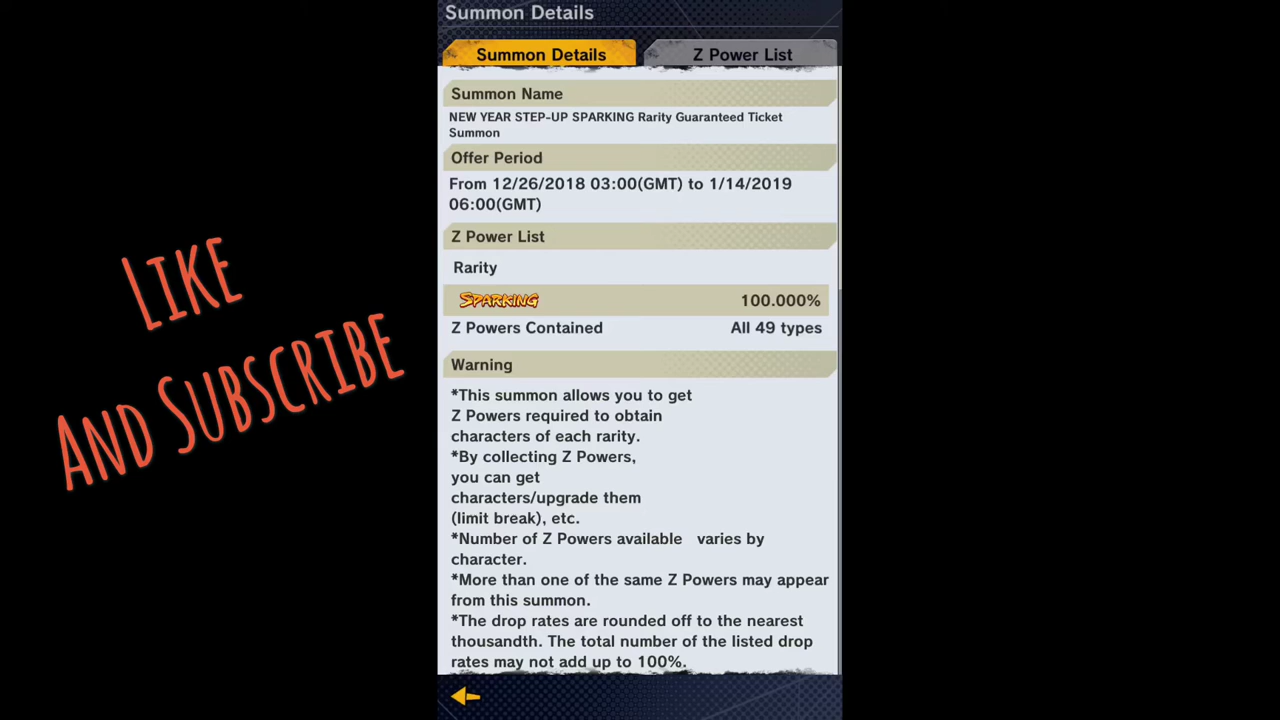 Summon Details
Summon Details
Z Power List
Summon Name
NEW YEAR STEP-UP SPARKING Rarity Guaranteed Ticket
Summon
Offer Period
From 12/26/2018 03:00(GMT) to 1/14/2019
06:00(GMT)
Z Power List
Rarity
SPARKING 100.000%
Z Powers Contained All 49 types
Warning
*This summon allows you to get
Z Powers required to obtain
characters of each rarity.
*By collecting Z Powers,
you can get
characters/upgrade them
(limit break), etc.
*Number of Z Powers available varies by
character.
*More than one of the same Z Powers may appear
from this summon.
*The drop rates are rounded off to the nearest
thousandth. The total number of the listed drop
rates may not add up to 100%.
LIKE
AND SUBSCRIBE